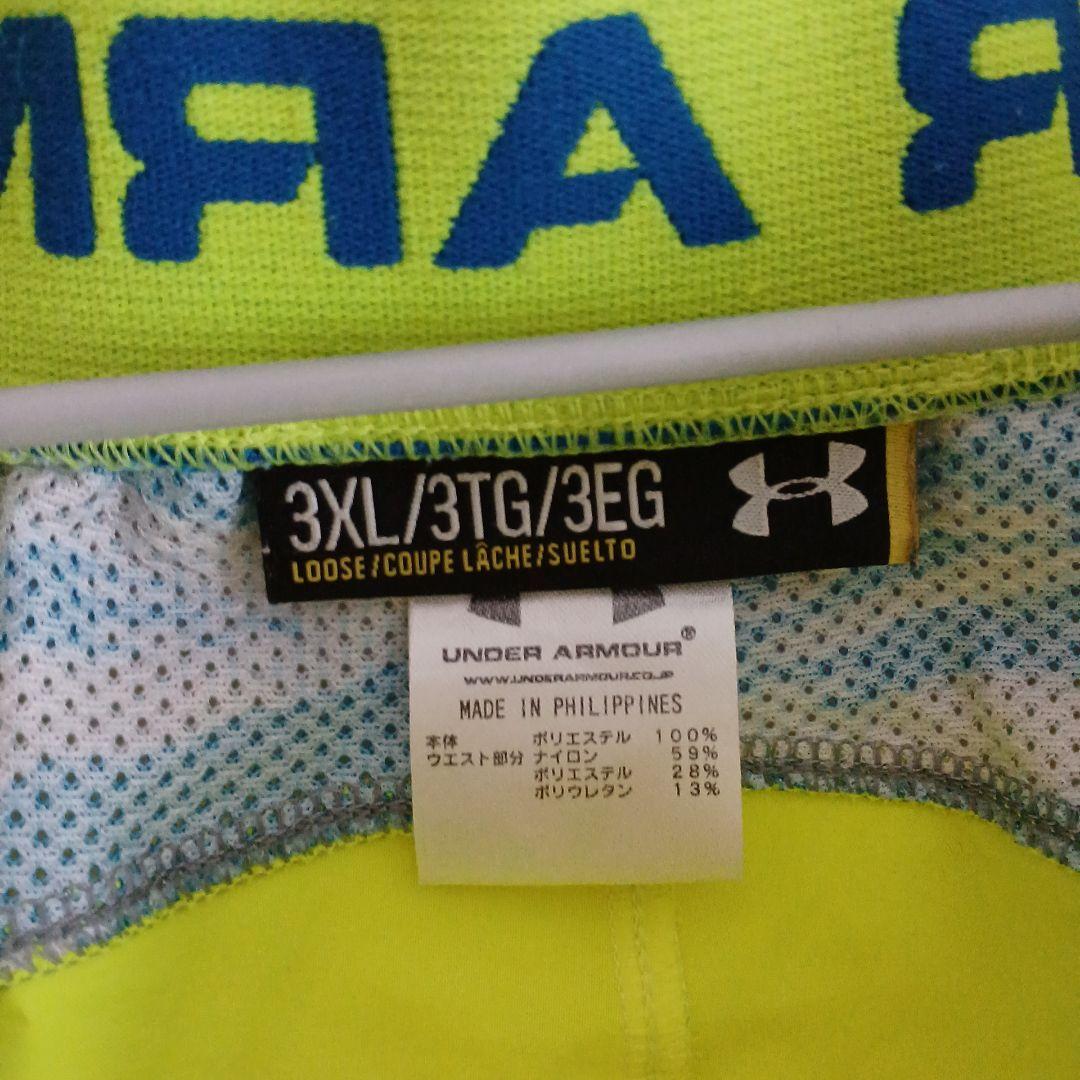 ARM
A
R
3XL/3TG/3EG
LOOSE/COUPE LÂCHE/SUELTO
UNDER ARMOUR®
WWW.UNDERARMOUR.CO.JP
MADE IN PHILIPPINES
本体 ポリエステル 100%
ウエスト部分 ナイロン 59%
ポリエステル 28%
ポリウレタン 13%